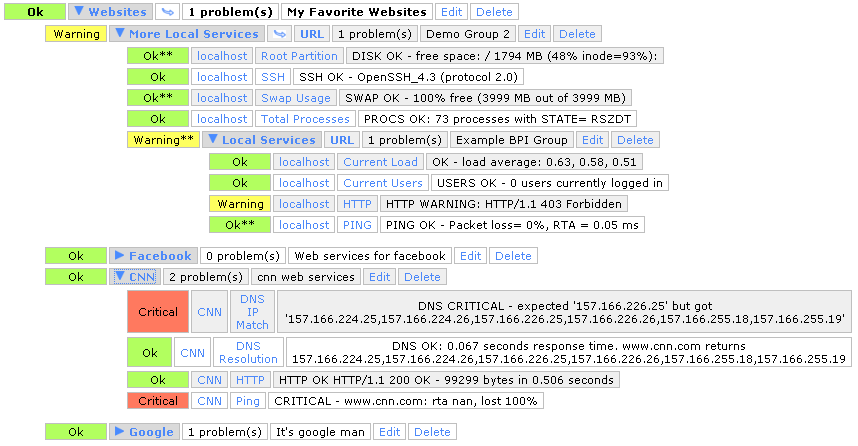 Ok Websites 1 problem(s) My Favorite Websites Edit Delete
Warning More Local Services URL 1 problem(s) Demo Group 2 Edit Delete
Ok** localhost Root Partition DISK OK - free space: / 1794 MB (48% inode=93%):
Ok localhost SSH SSH OK - OpenSSH_4.3 (protocol 2.0)
Ok** localhost Swap Usage SWAP OK - 100% free (3999 MB out of 3999 MB)
Ok localhost Total Processes PROCS OK: 73 processes with STATE= RSZDT
Warning** Local Services URL 1 problem(s) Example BPI Group Edit Delete
Ok localhost Current Load OK - load average: 0.63, 0.58, 0.51
Ok localhost Current Users USERS OK - 0 users currently logged in
Warning localhost HTTP HTTP WARNING: HTTP/1.1 403 Forbidden
Ok** localhost PING PING OK - Packet loss= 0%, RTA = 0.05 ms
Ok Facebook 0 problem(s) Web services for facebook Edit Delete
Ok CNN 2 problem(s) cnn web services Edit Delete
Critical CNN DNS IP Match DNS CRITICAL - expected '157.166.226.25' but got
'157.166.224.25,157.166.224.26,157.166.226.25,157.166.226.26,157.166.255.18,157.166.255.19'
Ok CNN DNS Resolution DNS OK: 0.067 seconds response time. www.cnn.com returns
157.166.224.25,157.166.224.26,157.166.226.25,157.166.226.26,157.166.255.18,157.166.255.19
Ok CNN HTTP HTTP OK HTTP/1.1 200 OK - 99299 bytes in 0.506 seconds
Critical CNN Ping CRITICAL - www.cnn.com: rta nan, lost 100%
Ok Google 1 problem(s) It's google man Edit Delete